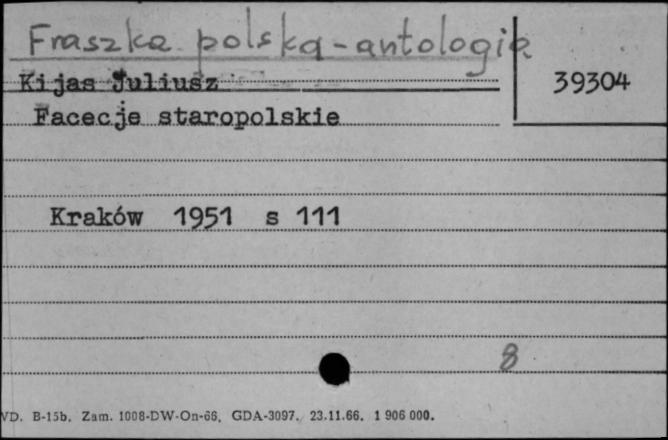 Fraszka polska - antologia
Kijas Juliusz
39304
Facecje staropolskie
Kraków 1951 s 111
8
VD. B-15b. Zam. 1008-DW-On-66. GDA-3097. 23.11.66. 1 906 000.